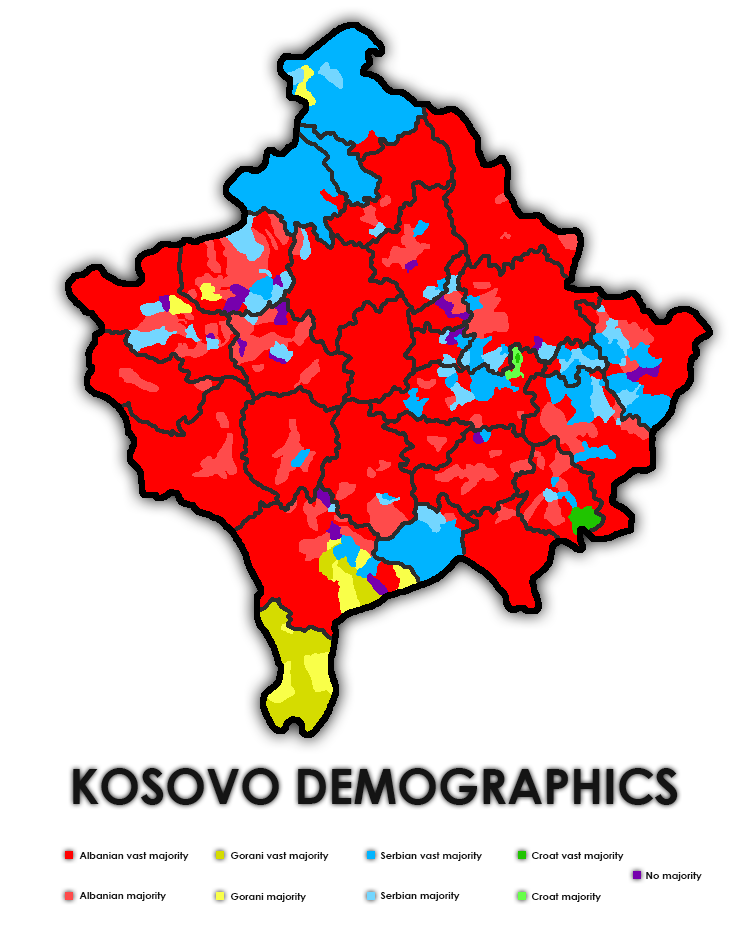 KOSOVO DEMOGRAPHICS
Albanian vast majority
Gorani vast majority
Serbian vast majority
Croat vast majority
No majority
Albanian majority
Gorani majority
Serbian majority
Croat majority